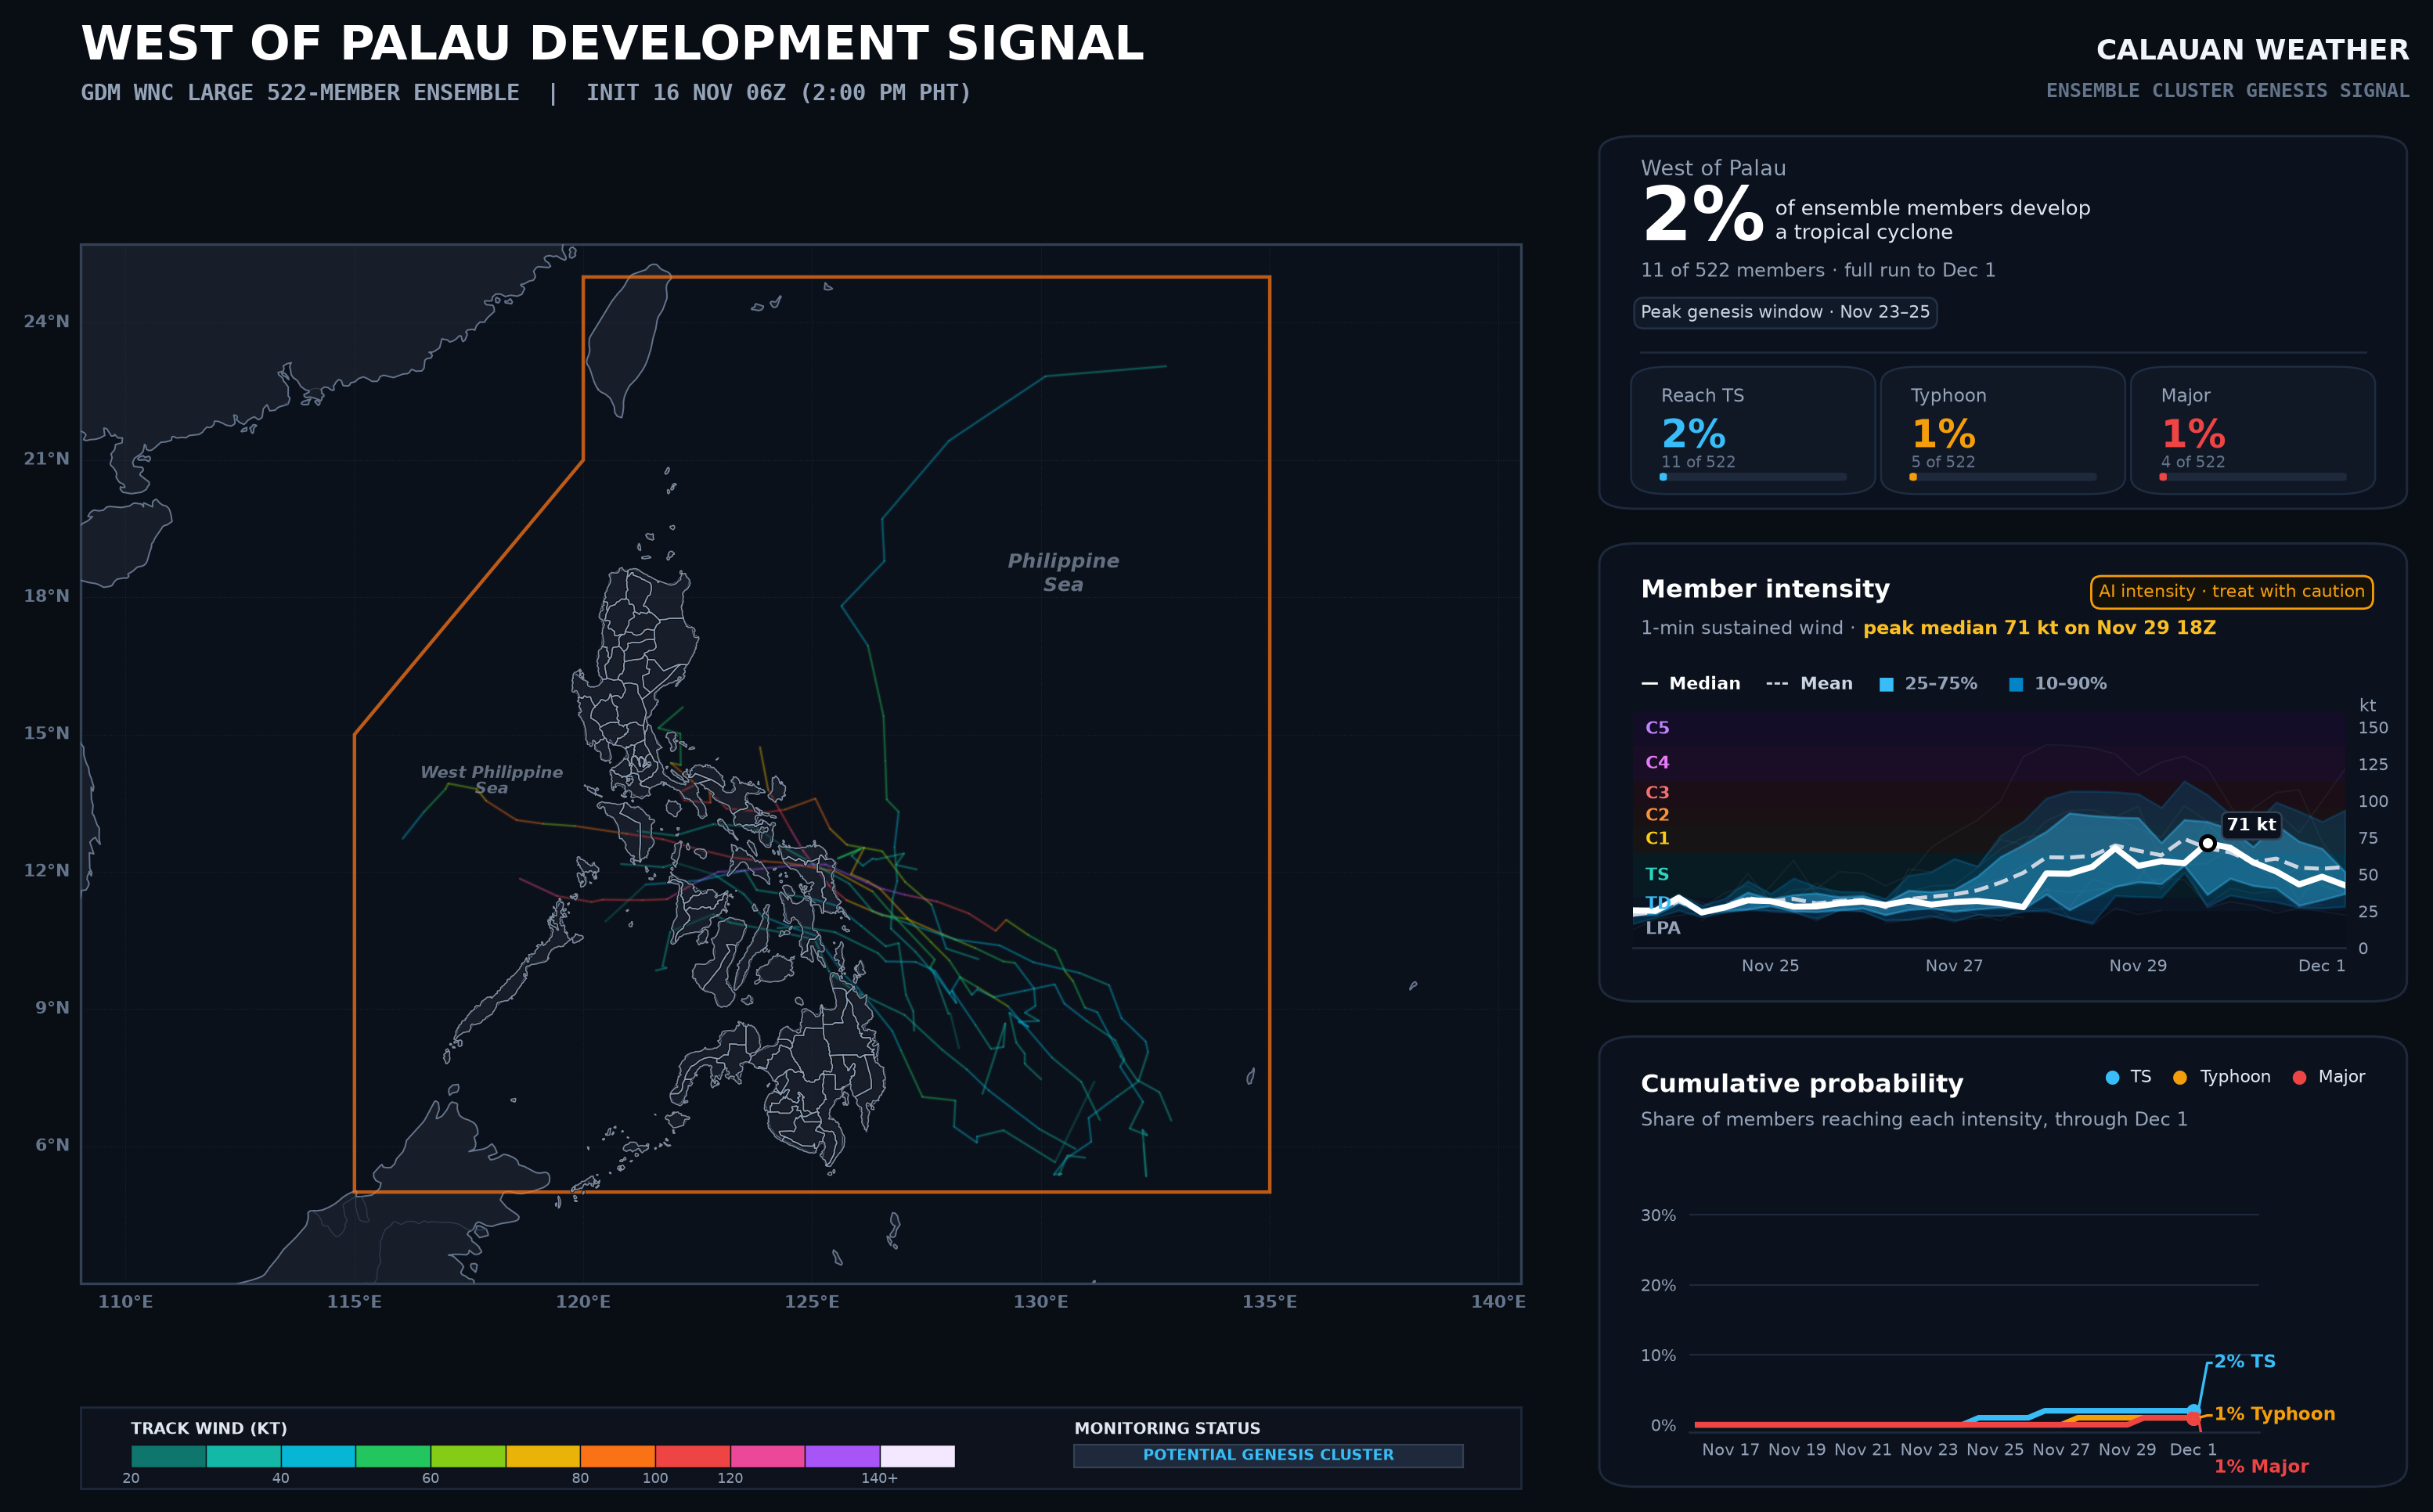 WEST OF PALAU DEVELOPMENT SIGNAL
GDM WNC LARGE 522-MEMBER ENSEMBLE | INIT 16 NOV 06Z (2:00 PM PHT)
CALAUAN WEATHER
ENSEMBLE CLUSTER GENESIS SIGNAL
24°N
21°N
18°N
15°N
12°N
9°N
6°N
110°E
115°E
120°E
125°E
130°E
135°E
140°E
Philippine
Sea
West Philippine
Sea
TRACK WIND (KT)
20
40
60
80
100
120
140+
MONITORING STATUS
POTENTIAL GENESIS CLUSTER
West of Palau
2% of ensemble members develop
a tropical cyclone
11 of 522 members · full run to Dec 1
Peak genesis window · Nov 23–25
Reach TS
2%
11 of 522
Typhoon
1%
5 of 522
Major
1%
4 of 522
Member intensity
AI intensity · treat with caution
1-min sustained wind · peak median 71 kt on Nov 29 18Z
Median
Mean
25–75%
10–90%
kt
C5
C4
C3
C2
C1
TS
TD
LPA
150
125
100
75
50
25
0
71 kt
Nov 25
Nov 27
Nov 29
Dec 1
Cumulative probability
TS
Typhoon
Major
Share of members reaching each intensity, through Dec 1
30%
20%
10%
0%
2% TS
1% Typhoon
1% Major
Nov 17
Nov 19
Nov 21
Nov 23
Nov 25
Nov 27
Nov 29
Dec 1